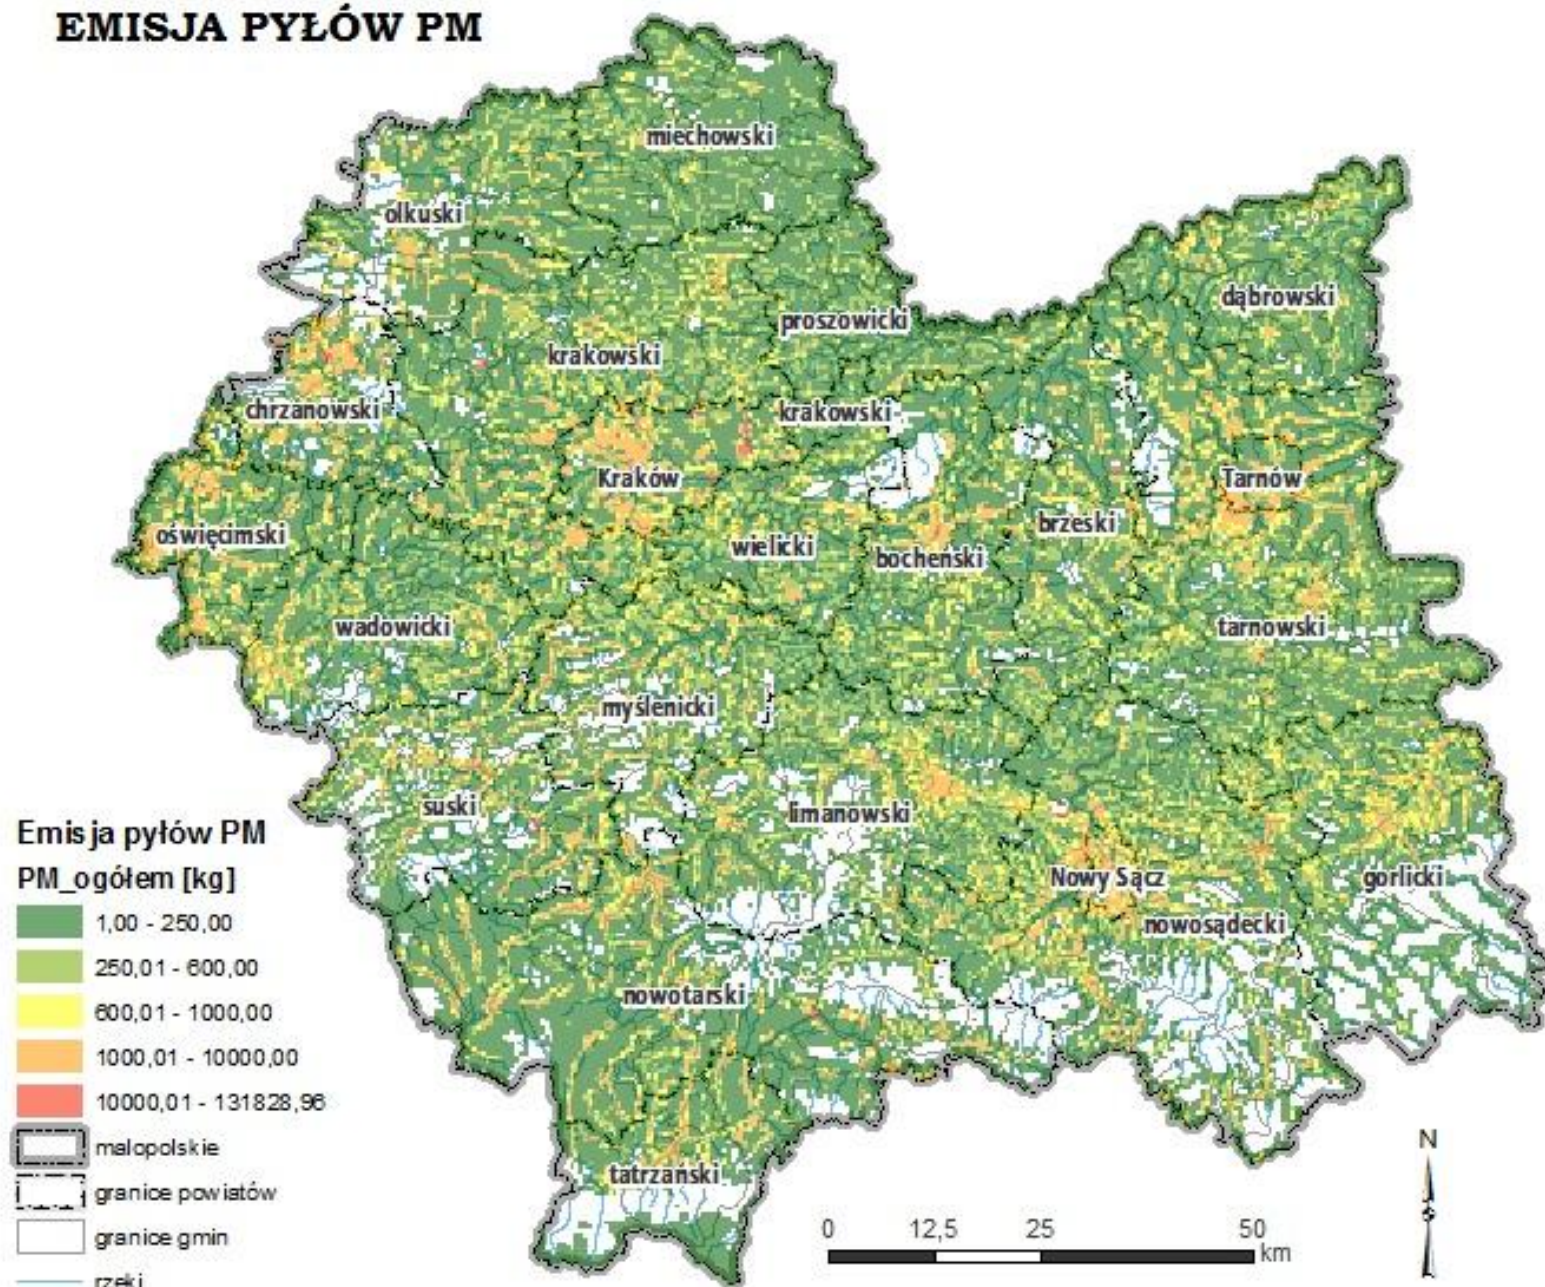 EMISJA PYŁÓW PM
miechowski
olkuski
dąbrowski
proszowicki
krakowski
chrzanowski
krakowski
Kraków
Tarnów
oświęcimski
wielicki
brzeski
bocheński
wadowicki
tarnowski
myślenicki
suski
limanowski
Nowy Sącz
gorlicki
nowosądecki
nowotarski
tatrzański
Emisja pyłów PM
PM_ogółem [kg]
1,00 - 250,00
250,01 - 600,00
600,01 - 1000,00
1000,01 - 10000,00
10000,01 - 131828,96
małopolskie
granice powiatów
granice gmin
rzeki
0 12,5 25 50
km
N